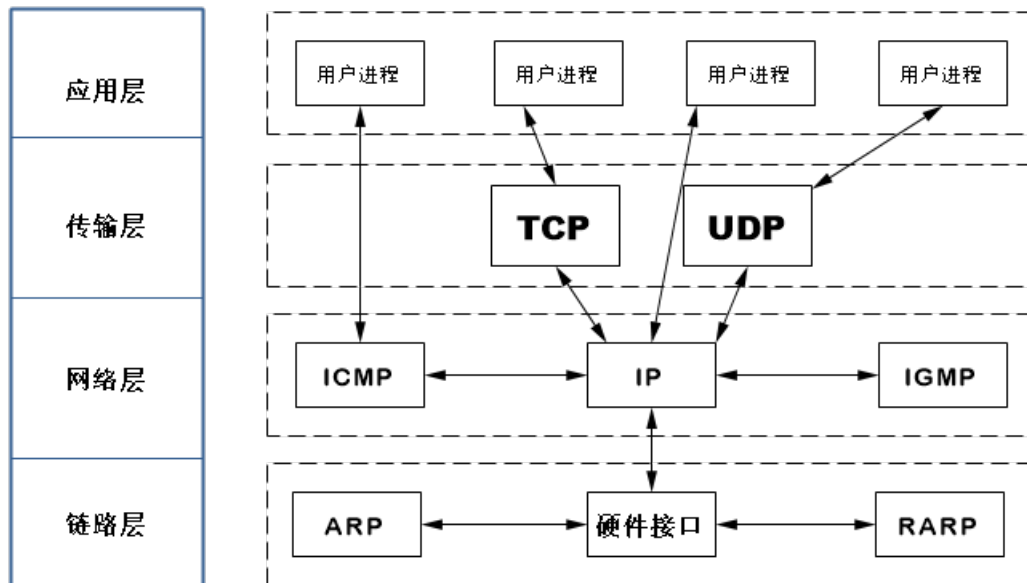 应用层
用户进程
用户进程
用户进程
用户进程
传输层
TCP
UDP
网络层
ICMP
IP
IGMP
链路层
ARP
硬件接口
RARP